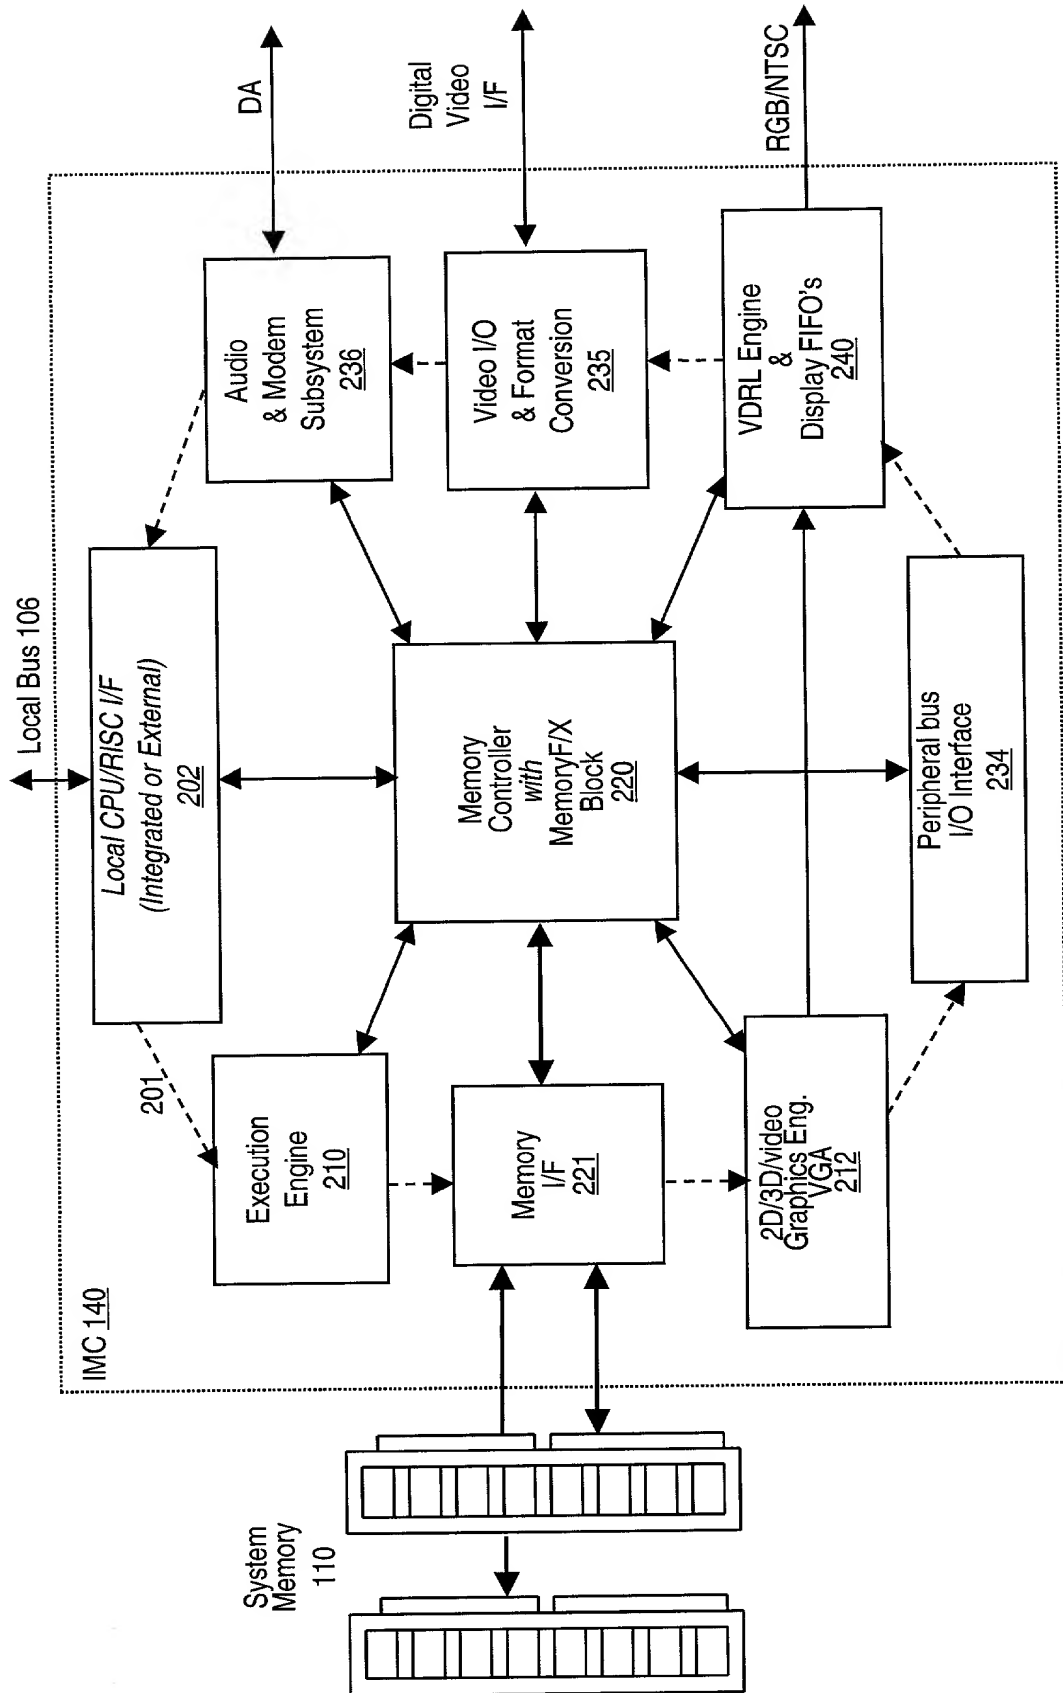 Local Bus 106
IMC 140
Local CPU/RISC I/F
(Integrated or External)
202
201
Execution
Engine
210
Audio
& Modem
Subsystem
236
DA
System
Memory
110
Memory
I/F
221
Memory
Controller
with
MemoryF/X
Block
220
Video I/O
& Format
Conversion
235
Digital
Video
I/F
2D/3D/video
Graphics Eng.
VGA
212
VDRL Engine
&
Display FIFO's
240
RGB/NTSC
Peripheral bus
I/O Interface
234